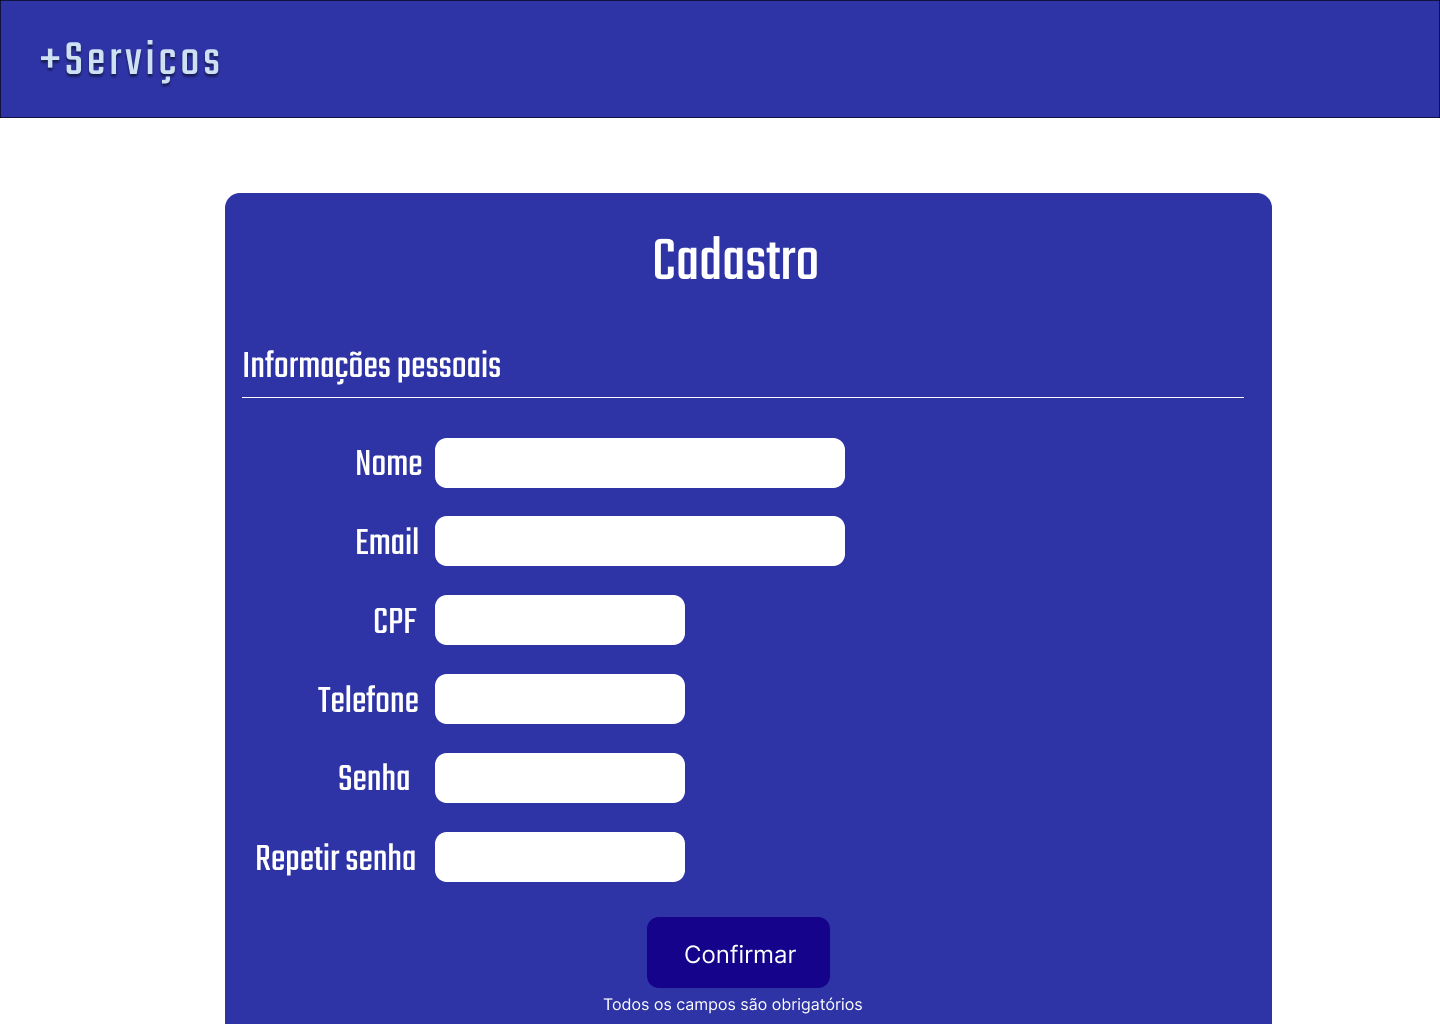 +Serviços
Cadastro
Informações pessoais
Nome
Email
CPF
Telefone
Senha
Repetir senha
Confirmar
Todos os campos são obrigatórios